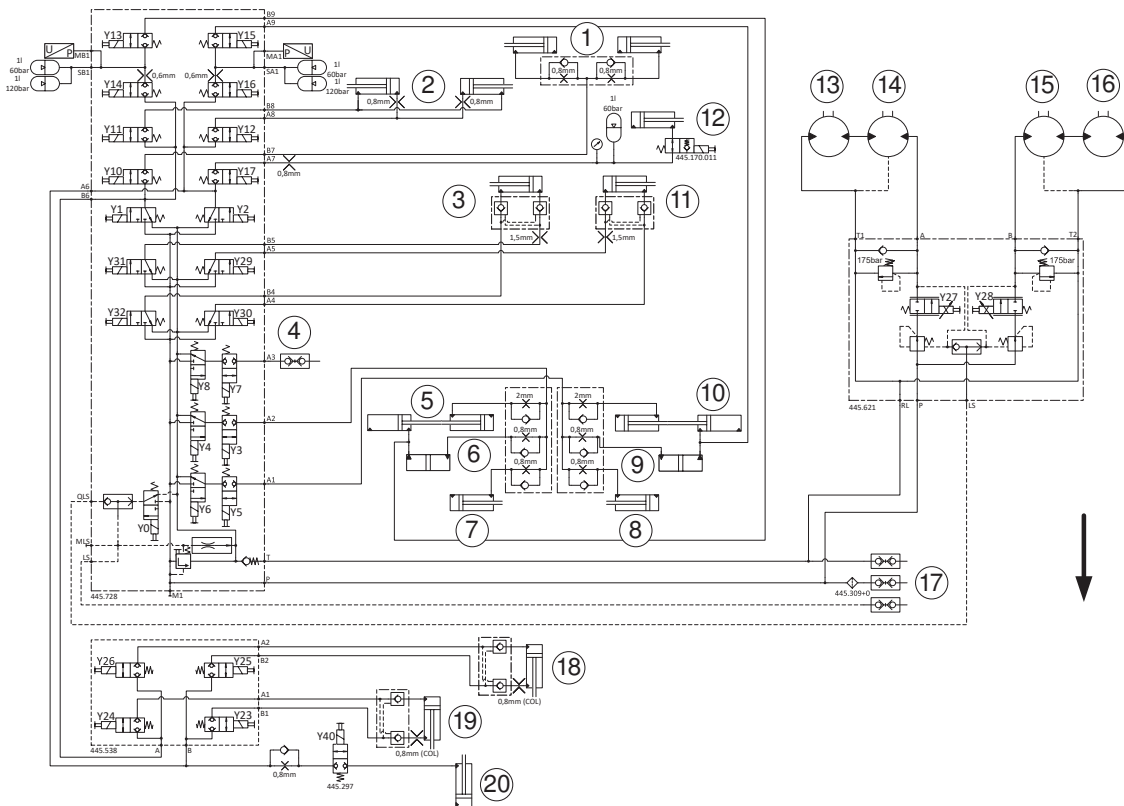 B9
A9
Y13
Y15
U
P
MB1
MA1
P
U
1l
60bar
SB1
SA1
1l
60bar
1l
120bar
1l
120bar
0,6mm
0,6mm
Y14
Y16
1
0,8mm
0,8mm
2
0,8mm
0,8mm
B8
A8
Y11
Y12
1l
60bar
12
445.170.011
B7
A7
0,8mm
Y10
Y17
A6
B6
Y1
Y2
3
11
1,5mm
1,5mm
B5
A5
Y31
Y29
B4
A4
Y32
Y30
4
A3
Y8
Y7
A2
Y4
Y3
A1
Y6
Y5
QLS
Y0
MLS
LS
T
P
M1
445.728
5
6
7
2mm
0,8mm
0,8mm
2mm
0,8mm
0,8mm
10
9
8
13
14
15
16
T1
A
B
T2
175bar
175bar
Y27
Y28
445.621
RL
P
LS
17
445.309+0
Y26
Y25
A2
B2
Y24
Y23
A1
B1
445.538
A
B
18
0,8mm (COL)
19
0,8mm (COL)
0,8mm
Y40
445.297
20